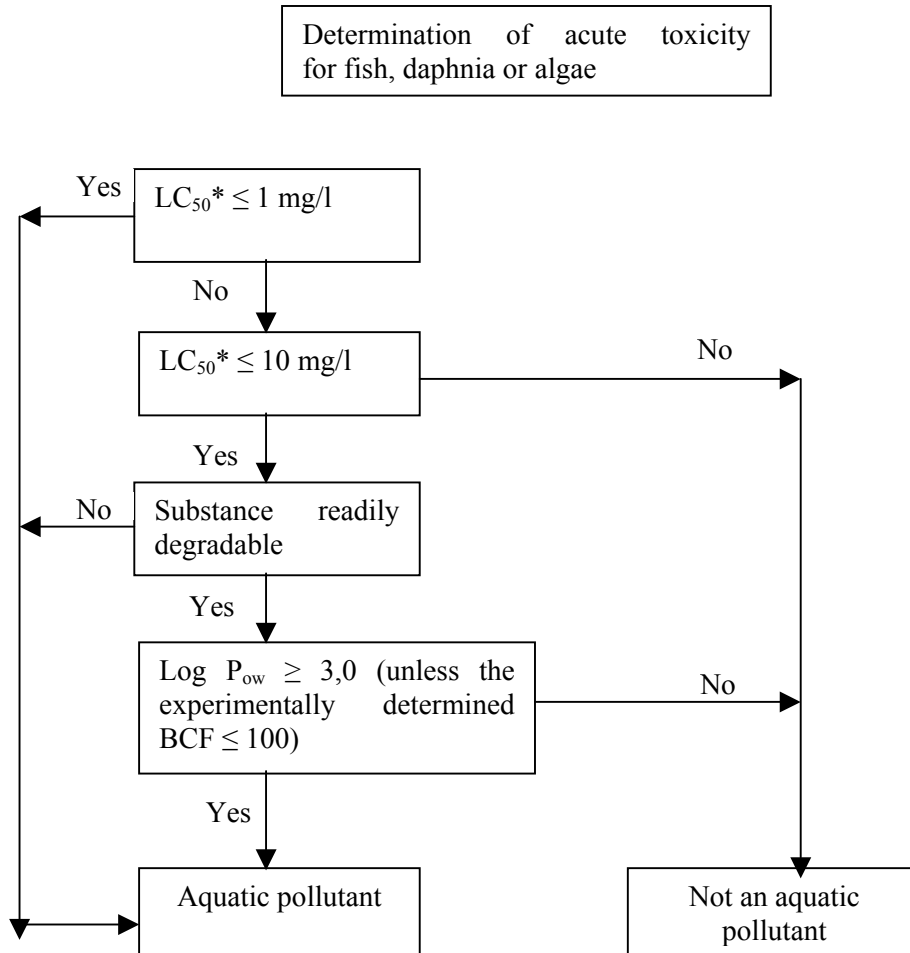 Determination of acute toxicity
for fish, daphnia or algae
Yes
LC₅₀* ≤ 1 mg/l
No
LC₅₀* ≤ 10 mg/l
No
Yes
No
Substance readily
degradable
Yes
Log Pₒw ≥ 3,0 (unless the
experimentally determined
BCF ≤ 100)
No
Yes
Aquatic pollutant
Not an aquatic
pollutant